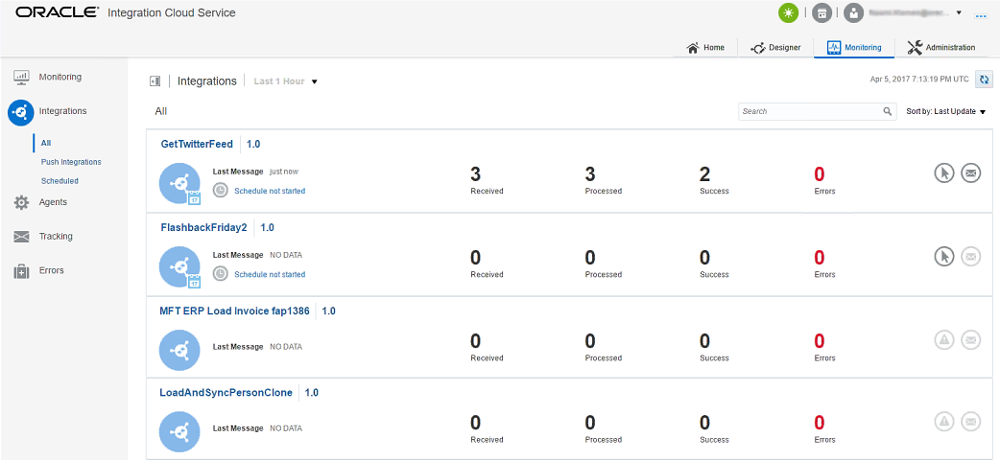 ORACLE Integration Cloud Service
Home Designer Monitoring Administration
Monitoring
Integrations
All
Push Integrations
Scheduled
Agents
Tracking
Errors
Integrations Last 1 Hour Apr 5, 2017 7:13:19 PM UTC
All Search Sort by: Last Update
GetTwitterFeed 1.0
Last Message just now
17 Schedule not started
3 3 2 0
Received Processed Success Errors
FlashbackFriday2 1.0
Last Message NO DATA
17 Schedule not started
0 0 0 0
Received Processed Success Errors
MFT ERP Load Invoice fap1386 1.0
Last Message NO DATA
0 0 0 0
Received Processed Success Errors
LoadAndSyncPersonClone 1.0
Last Message NO DATA
0 0 0 0
Received Processed Success Errors